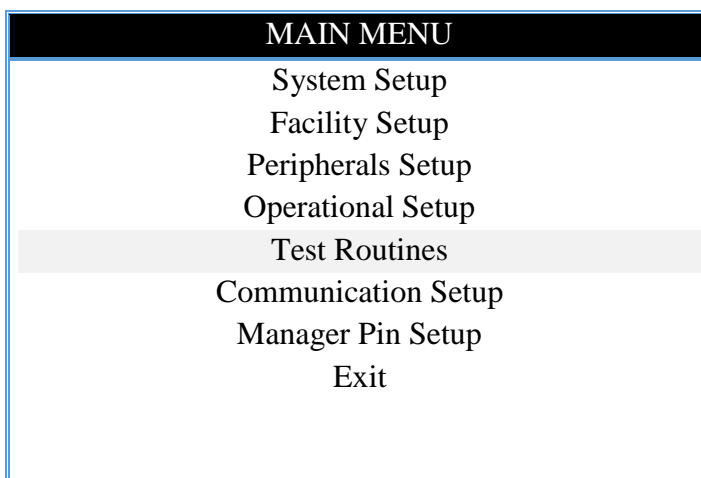 MAIN MENU
System Setup
Facility Setup
Peripherals Setup
Operational Setup
Test Routines
Communication Setup
Manager Pin Setup
Exit